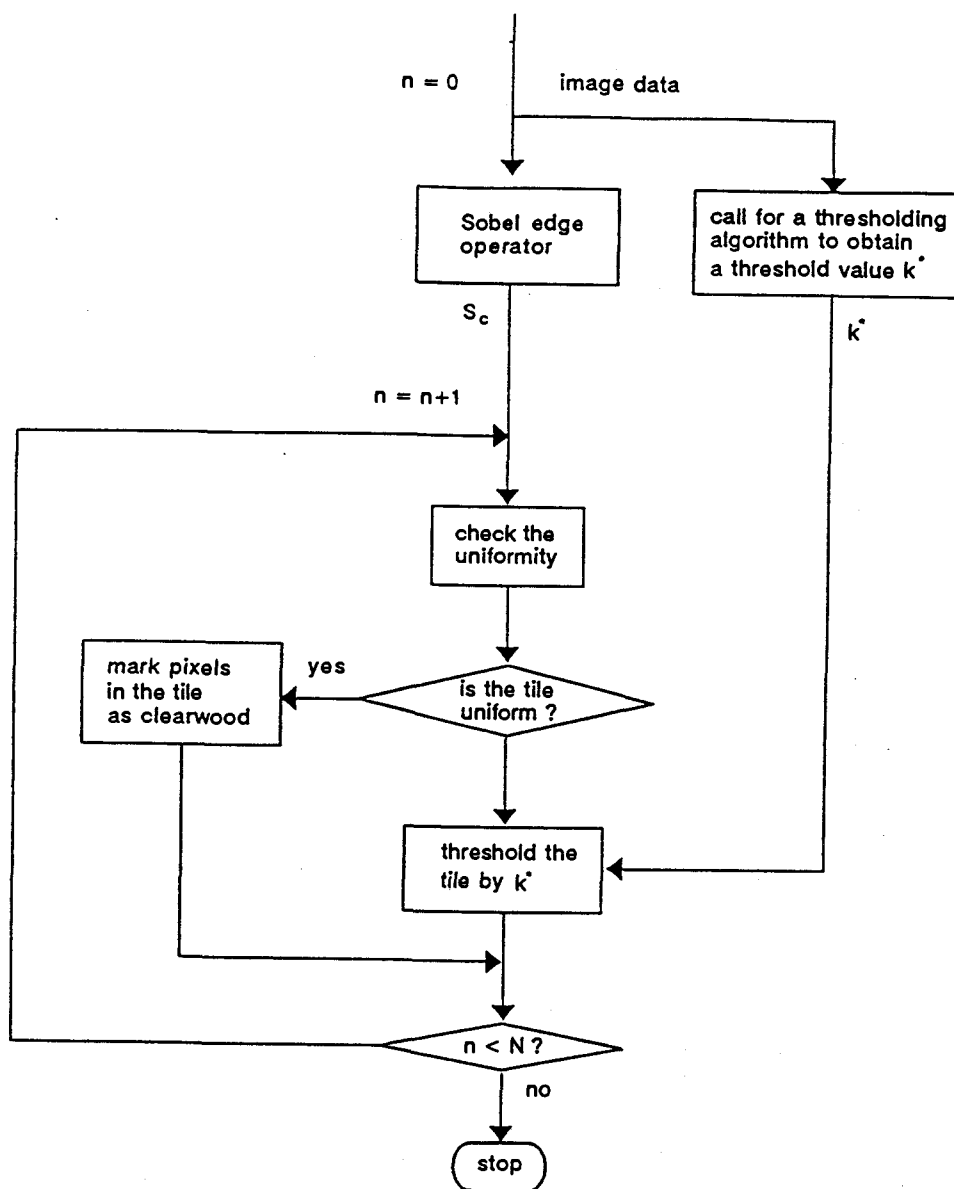 n = 0
image data
Sobel edge
operator
call for a thresholding
algorithm to obtain
a threshold value k*
S_c
k*
n = n+1
check the
uniformity
mark pixels
in the tile
as clearwood
yes
is the tile
uniform ?
threshold the
tile by k*
n < N ?
no
stop